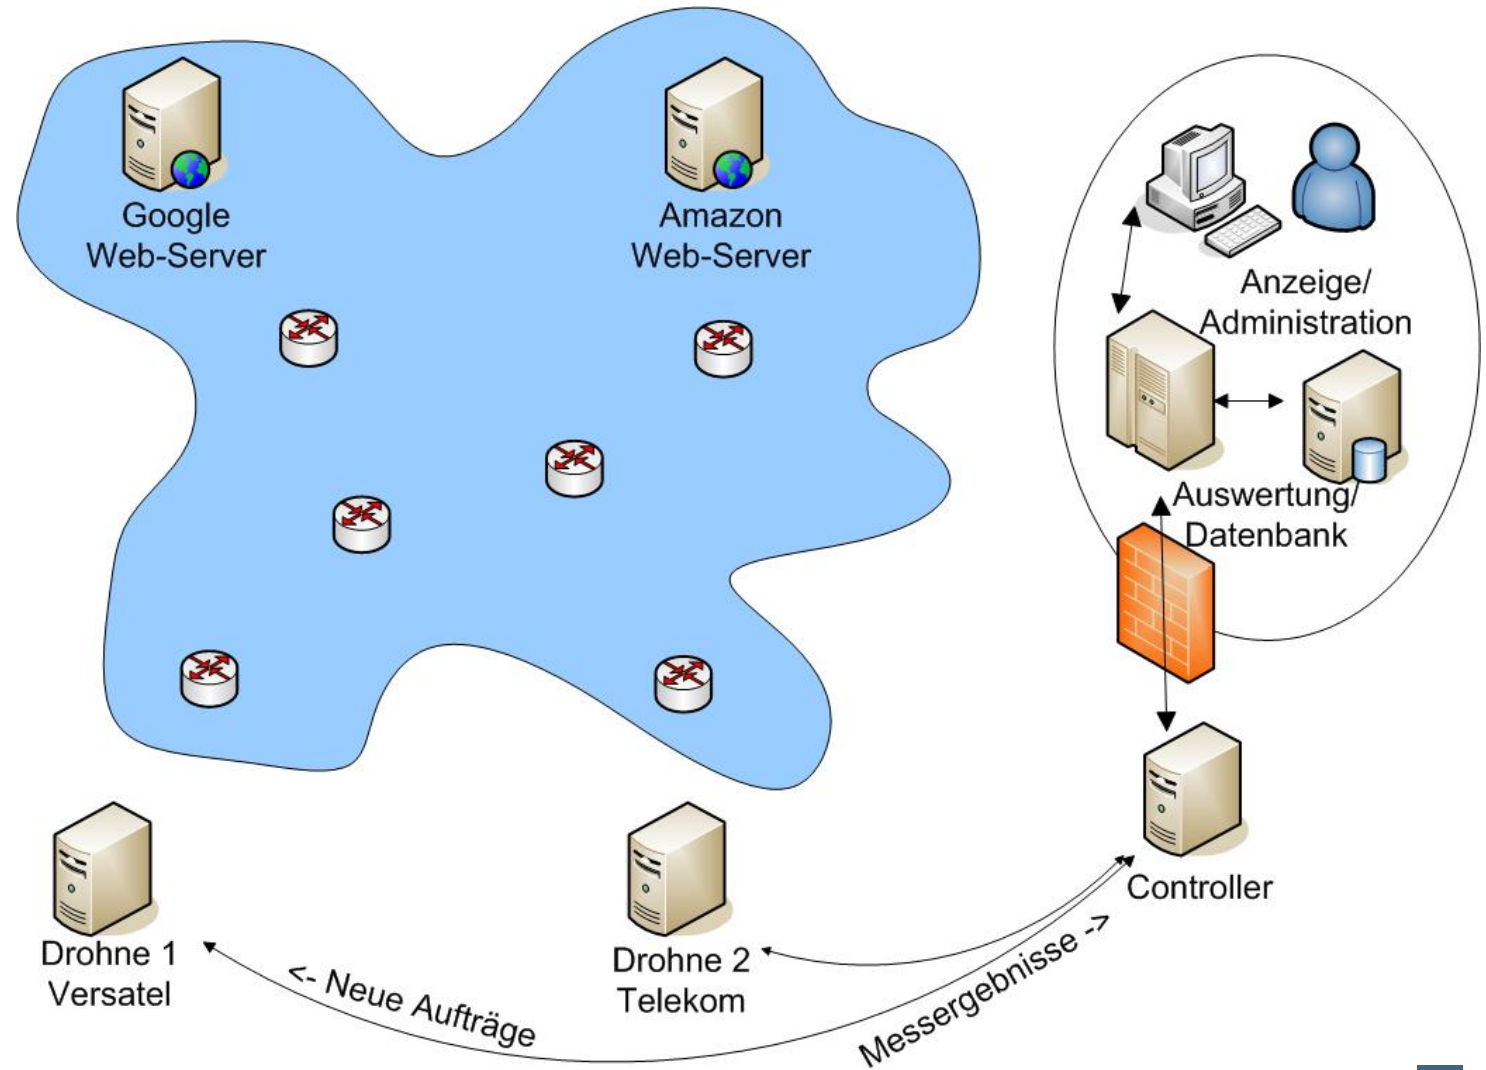 Google
Web-Server
Amazon
Web-Server
Anzeige/
Administration
Auswertung/
Datenbank
Controller
Drohne 1
Versatel
Drohne 2
Telekom
<- Neue Aufträge
Messergebnisse ->